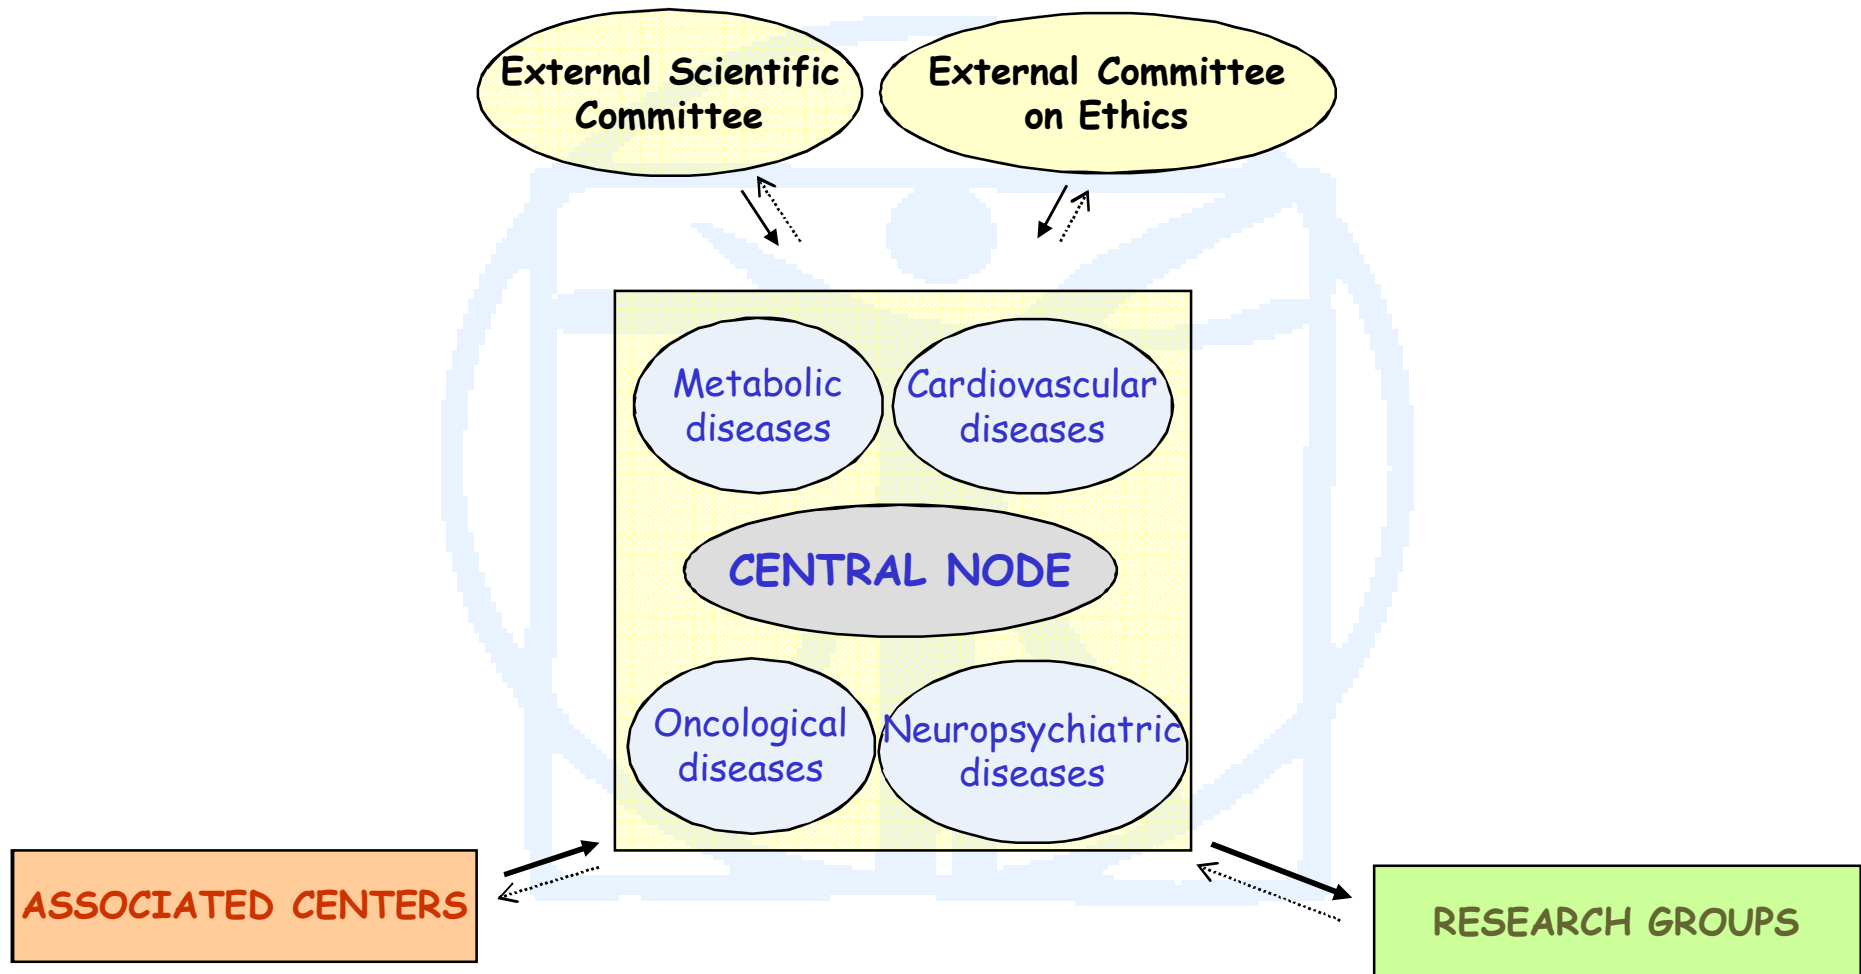 External Scientific
Committee
External Committee
on Ethics
Metabolic
diseases
Cardiovascular
diseases
CENTRAL NODE
Oncological
diseases
Neuropsychiatric
diseases
ASSOCIATED CENTERS
RESEARCH GROUPS